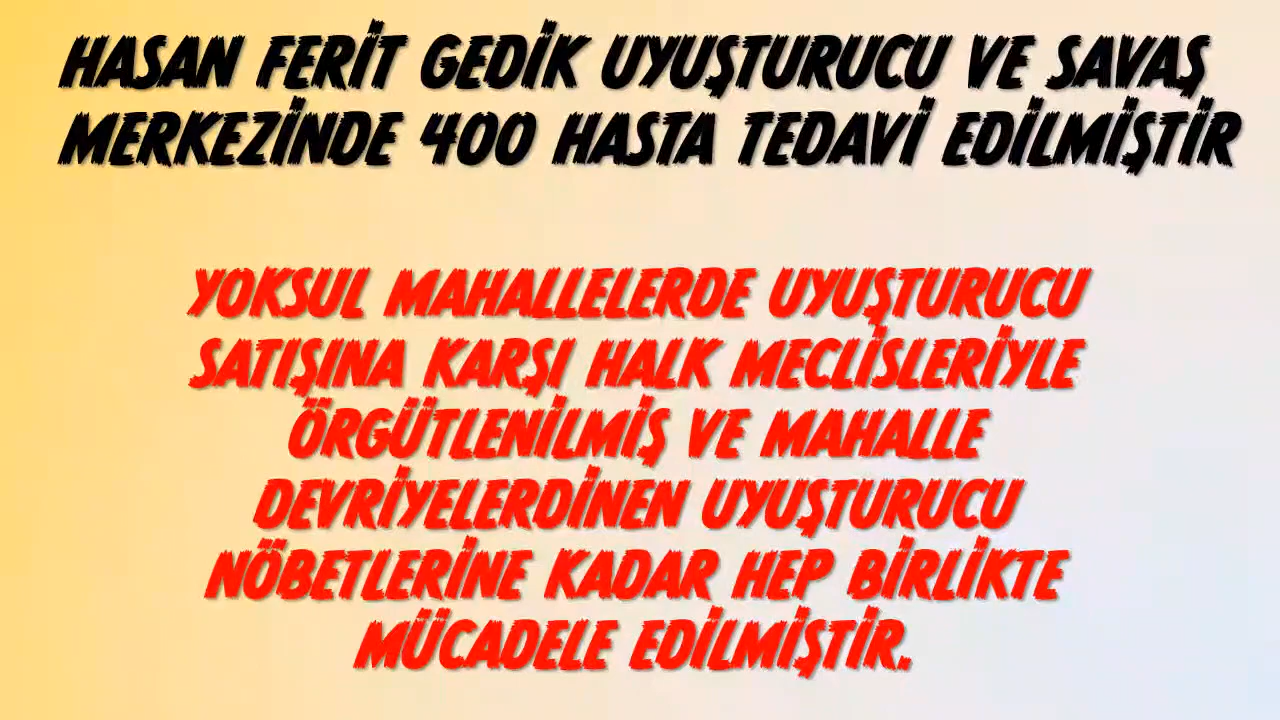 HASAN FERİT GEDİK UYUŞTURUCU VE SAVAŞ
MERKEZİNDE 400 HASTA TEDAVİ EDİLMİŞTİR
YOKSUL MAHALLELERDE UYUŞTURUCU
SATIŞINA KARŞI HALK MECLİSLERİYLE
ÖRGÜTLENİLMİŞ VE MAHALLE
DEVRİYELERDİNEN UYUŞTURUCU
NÖBETLERİNE KADAR HEP BİRLİKTE
MÜCADELE EDİLMİŞTİR.